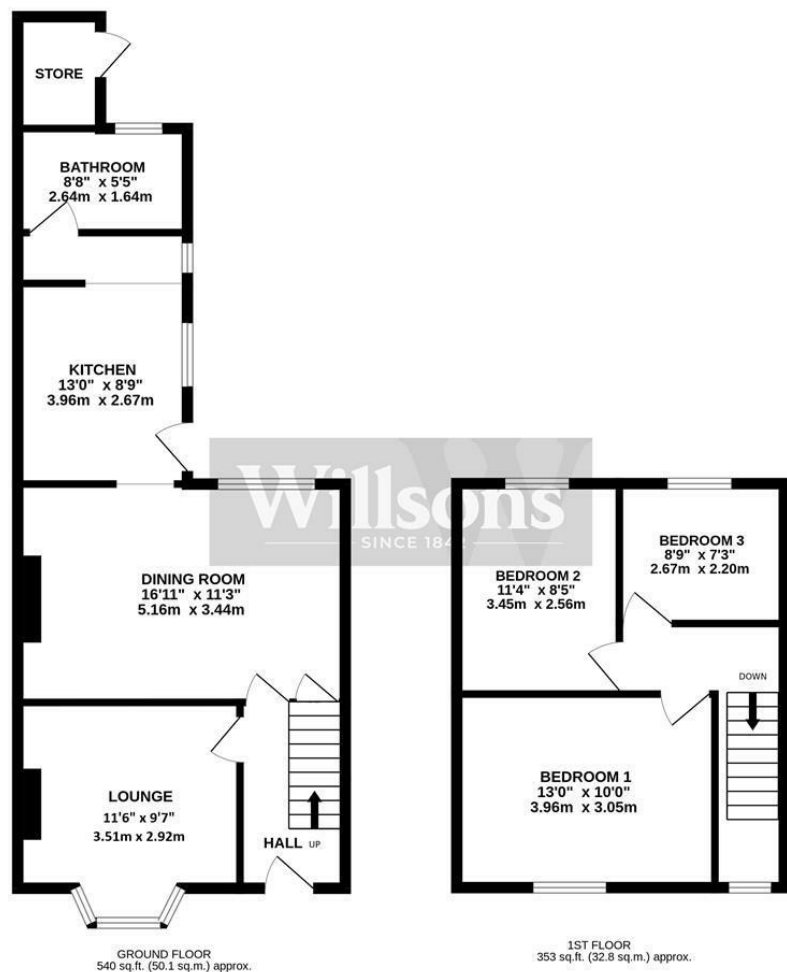 STORE
BATHROOM
8'8" x 5'5"
2.64m x 1.64m
KITCHEN
13'0" x 8'9"
3.96m x 2.67m
Willsons
SINCE 1842
DINING ROOM
16'11" x 11'3"
5.16m x 3.44m
LOUNGE
11'6" x 9'7"
3.51m x 2.92m
HALL UP
GROUND FLOOR
540 sq.ft. (50.1 sq.m.) approx.
BEDROOM 2
11'4" x 8'5"
3.45m x 2.56m
BEDROOM 3
8'9" x 7'3"
2.67m x 2.20m
DOWN
BEDROOM 1
13'0" x 10'0"
3.96m x 3.05m
1ST FLOOR
353 sq.ft. (32.8 sq.m.) approx.